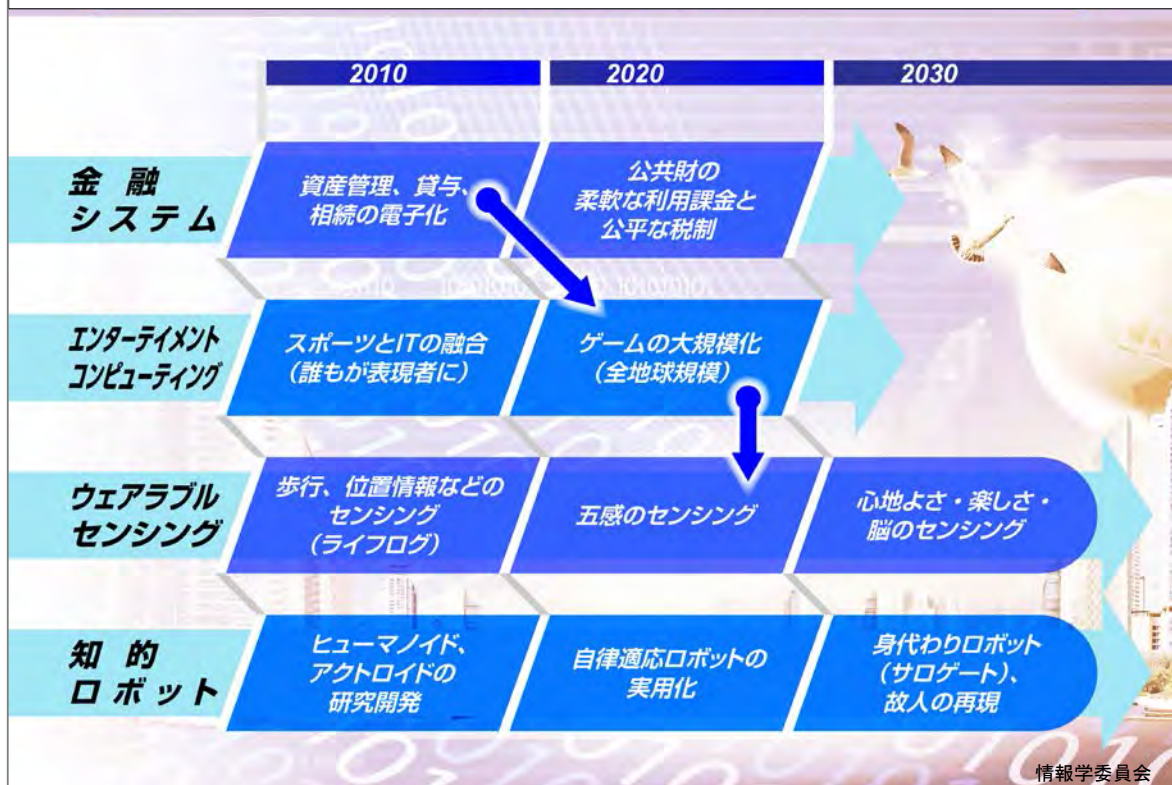 2010
2020
2030
金融
システム
資産管理、貸与、
相続の電子化
公共財の
柔軟な利用課金と
公平な税制
エンターテイメント
コンピューティング
スポーツとITの融合
(誰もが表現者に)
ゲームの大規模化
(全地球規模)
ウェアラブル
センシング
歩行、位置情報などの
センシング
(ライフログ)
五感のセンシング
心地よさ・楽しさ・
脳のセンシング
知的
ロボット
ヒューマノイド、
アクトロイドの
研究開発
自律適応ロボットの
実用化
身代わりロボット
(サロゲート)、
故人の再現
情報学委員会